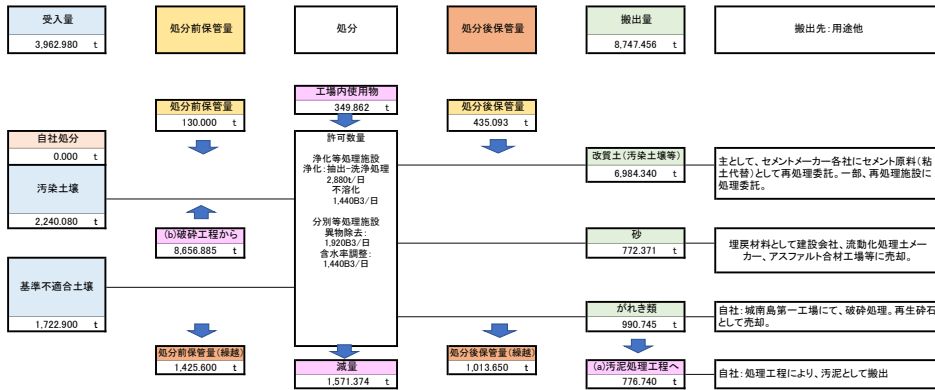 受入量
3,962.980 t
処分前保管量
処分
処分後保管量
搬出量
8,747.456 t
搬出先:用途他
工場内使用物
349.862 t
処分前保管量
130.000 t
処分後保管量
435.093 t
自社処分
0.000 t
汚染土壌
2,240.080 t
(b)破砕工程から
8,656.885 t
基準不適合土壌
1,722.900 t
許可数量
浄化等処理施設
浄化:抽出-洗浄処理
2,880t/日
不溶化
1,440B3/日
分別等処理施設
異物除去:
1,920B3/日
含水率調整:
1,440B3/日
改質土(汚染土壌等)
6,984.340 t
主として、セメントメーカー各社にセメント原料(粘
土代替)として再処理委託。一部、再処理施設に
処理委託。
砂
772.371 t
埋戻材料として建設会社、流動化処理土メー
カー、アスファルト合材工場等に売却。
がれき類
990.745 t
自社:城南島第一工場にて、破砕処理。再生砕石
として売却。
処分前保管量(繰越)
1,425.600 t
減量
1,571.374 t
処分後保管量(繰越)
1,013.650 t
(a)汚泥処理工程へ
776.740 t
自社:処理工程により、汚泥として搬出